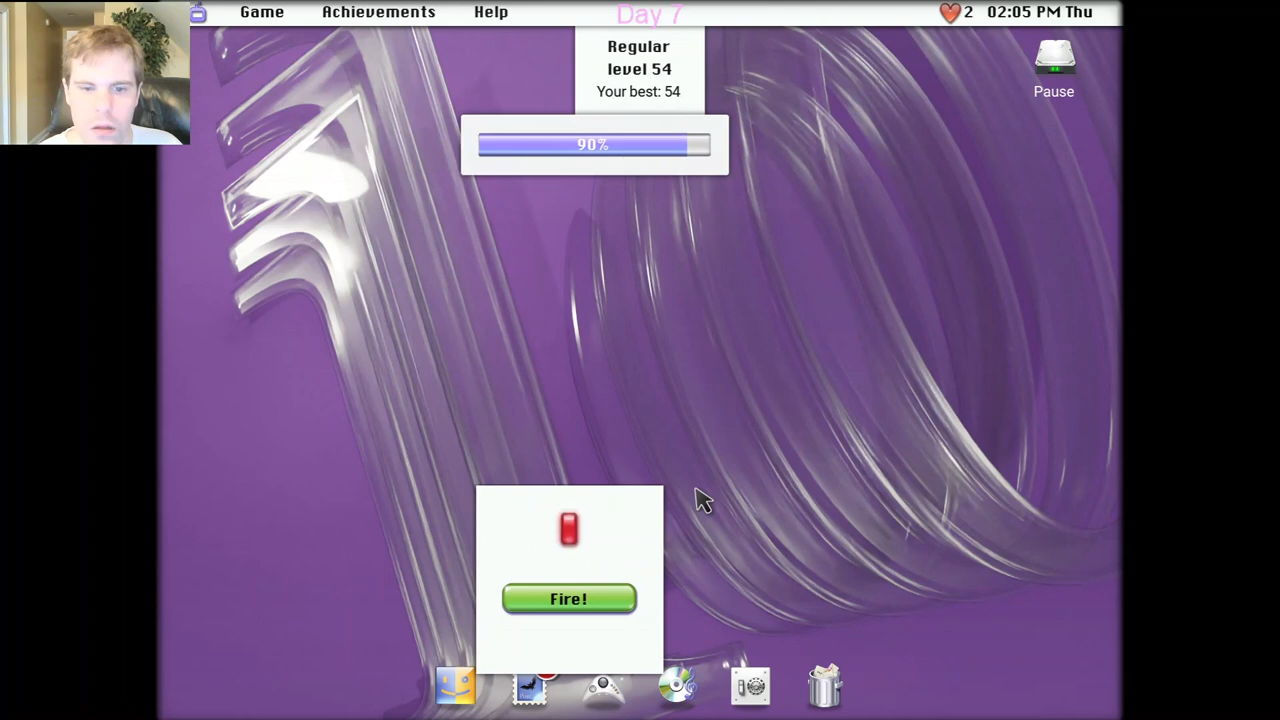 Game Achievements Help Day 7 2 02:05 PM Thu
Regular
level 54
Your best: 54
Pause
90%
Fire!